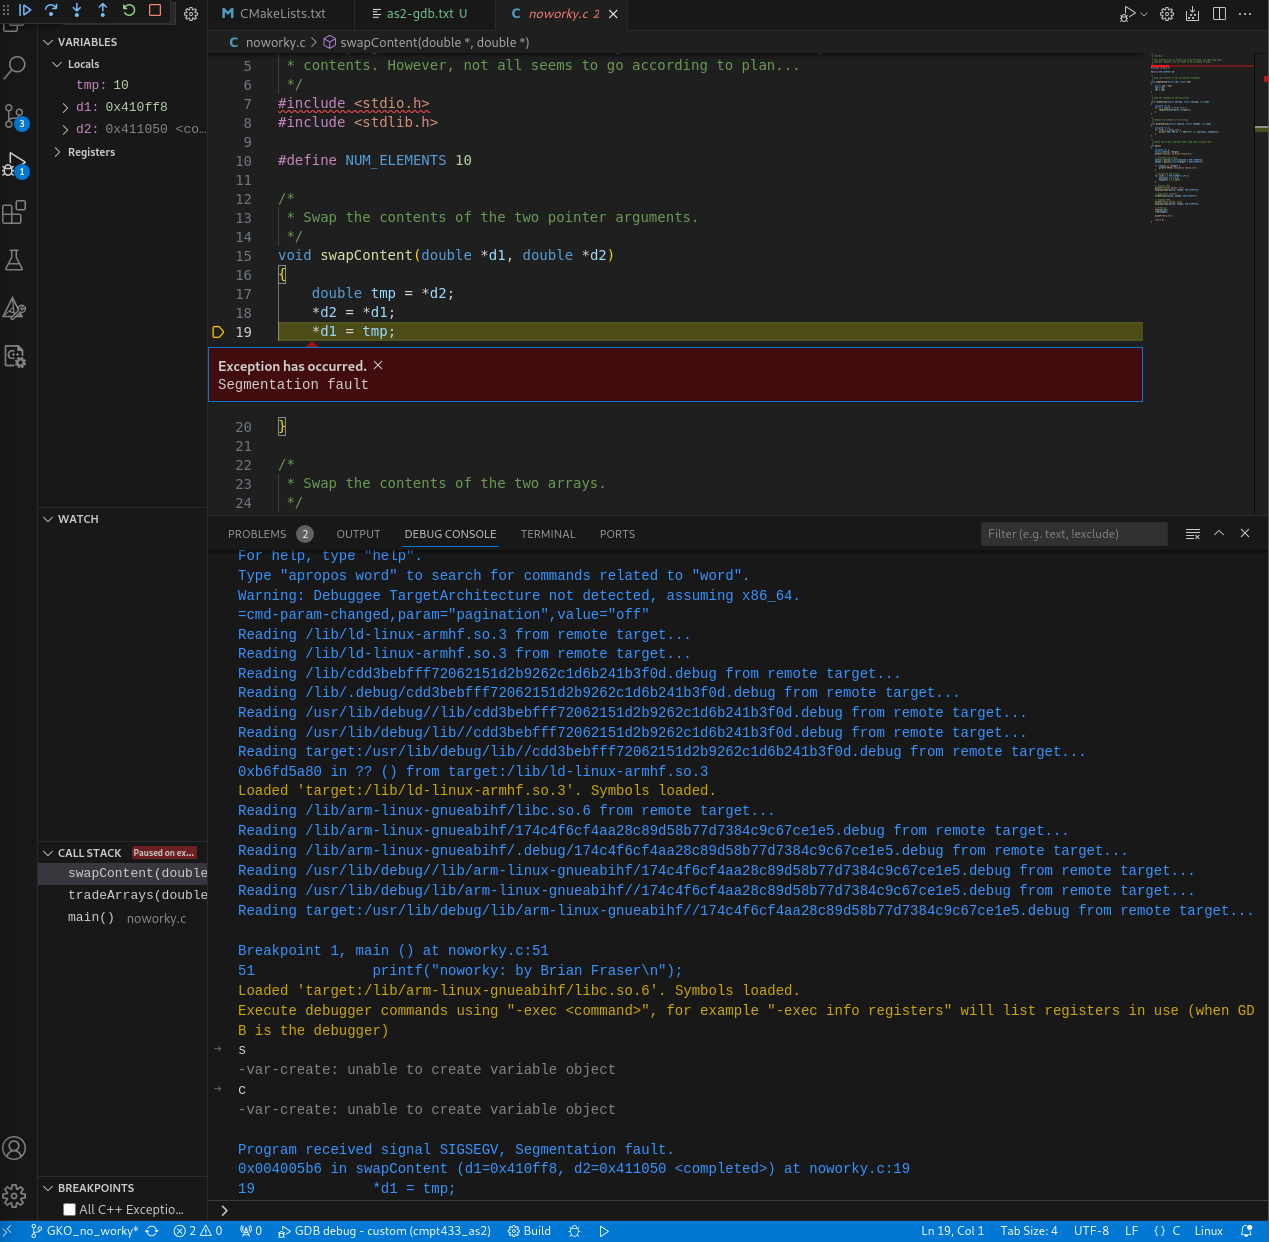 CMakeLists.txt
as2-gdb.txt U
C noworky.c 2
C noworky.c > swapContent(double *, double *)
VARIABLES
Locals
tmp: 10
d1: 0x410ff8
d2: 0x411050 <co...
Registers
3
1
5 * contents. However, not all seems to go according to plan...
6 */
7 #include <stdio.h>
8 #include <stdlib.h>
9
10 #define NUM_ELEMENTS 10
11
12 /*
13 * Swap the contents of the two pointer arguments.
14 */
15 void swapContent(double *d1, double *d2)
16 {
17 double tmp = *d2;
18 *d2 = *d1;
19 *d1 = tmp;
Exception has occurred.
Segmentation fault
20 }
21
22 /*
23 * Swap the contents of the two arrays.
24 */
WATCH
CALL STACK Paused on ex...
swapContent(double
tradeArrays(double
main() noworky.c
BREAKPOINTS
All C++ Exceptio...
PROBLEMS 2 OUTPUT DEBUG CONSOLE TERMINAL PORTS
Filter (e.g. text, !exclude)
For help, type "help".
Type "apropos word" to search for commands related to "word".
Warning: Debuggee TargetArchitecture not detected, assuming x86_64.
=cmd-param-changed,param="pagination",value="off"
Reading /lib/ld-linux-armhf.so.3 from remote target...
Reading /lib/ld-linux-armhf.so.3 from remote target...
Reading /lib/cdd3bebfff72062151d2b9262c1d6b241b3f0d.debug from remote target...
Reading /lib/.debug/cdd3bebfff72062151d2b9262c1d6b241b3f0d.debug from remote target...
Reading /usr/lib/debug//lib/cdd3bebfff72062151d2b9262c1d6b241b3f0d.debug from remote target...
Reading /usr/lib/debug/lib//cdd3bebfff72062151d2b9262c1d6b241b3f0d.debug from remote target...
Reading target:/usr/lib/debug/lib//cdd3bebfff72062151d2b9262c1d6b241b3f0d.debug from remote target...
0xb6fd5a80 in ?? () from target:/lib/ld-linux-armhf.so.3
Loaded 'target:/lib/ld-linux-armhf.so.3'. Symbols loaded.
Reading /lib/arm-linux-gnueabihf/libc.so.6 from remote target...
Reading /lib/arm-linux-gnueabihf/174c4f6cf4aa28c89d58b77d7384c9c67ce1e5.debug from remote target...
Reading /lib/arm-linux-gnueabihf/.debug/174c4f6cf4aa28c89d58b77d7384c9c67ce1e5.debug from remote target...
Reading /usr/lib/debug//lib/arm-linux-gnueabihf/174c4f6cf4aa28c89d58b77d7384c9c67ce1e5.debug from remote target...
Reading /usr/lib/debug/lib/arm-linux-gnueabihf//174c4f6cf4aa28c89d58b77d7384c9c67ce1e5.debug from remote target...
Reading target:/usr/lib/debug/lib/arm-linux-gnueabihf//174c4f6cf4aa28c89d58b77d7384c9c67ce1e5.debug from remote target...
Breakpoint 1, main () at noworky.c:51
51 printf("noworky: by Brian Fraser\n");
Loaded 'target:/lib/arm-linux-gnueabihf/libc.so.6'. Symbols loaded.
Execute debugger commands using "-exec <command>", for example "-exec info registers" will list registers in use (when GD
B is the debugger)
s
-var-create: unable to create variable object
c
-var-create: unable to create variable object
Program received signal SIGSEGV, Segmentation fault.
0x004005b6 in swapContent (d1=0x410ff8, d2=0x411050 <completed>) at noworky.c:19
19 *d1 = tmp;
>
GKO_no_worky* 2 0 0 GDB debug - custom (cmpt433_as2) Build Ln 19, Col 1 Tab Size: 4 UTF-8 LF {} C Linux